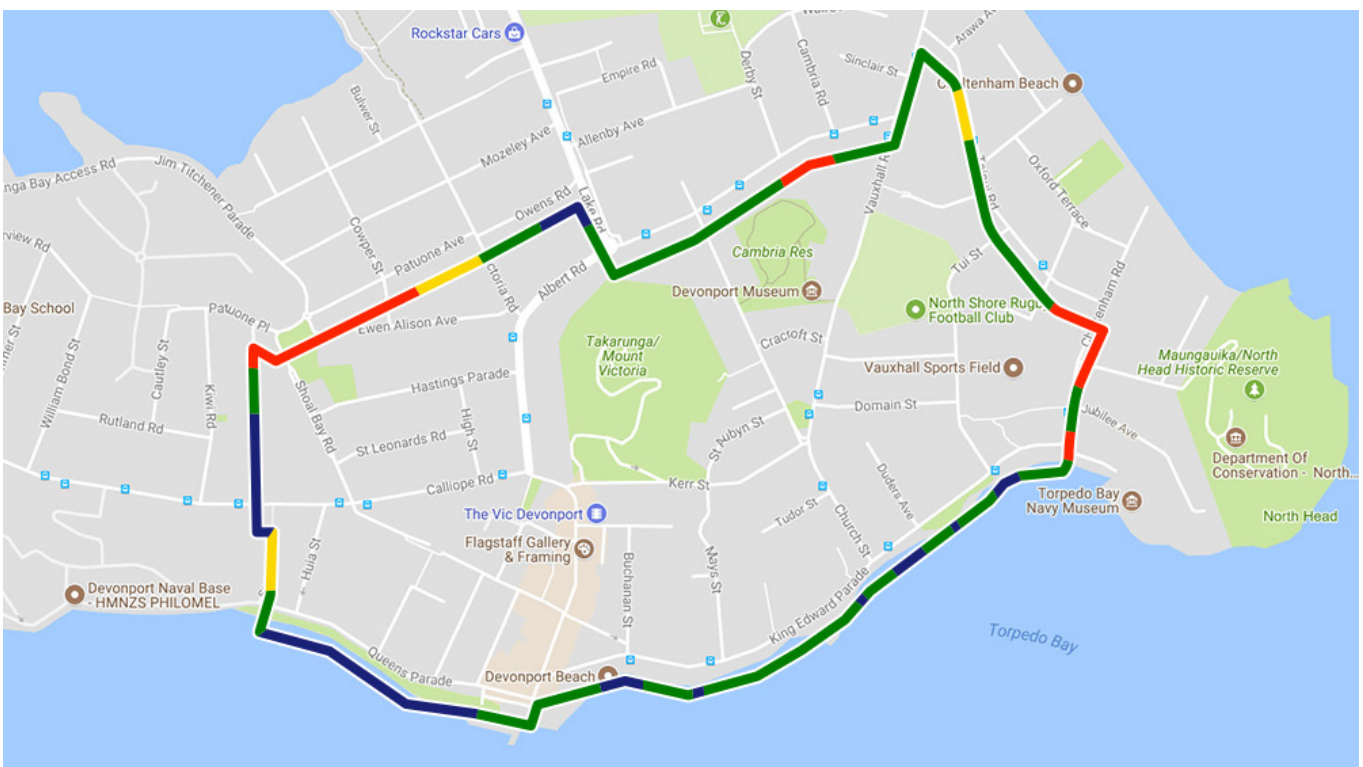 Rockstar Cars
Empire Rd
Derby St
Cambria Rd
Sinclair St
Arawa Ave
Cheltenham Beach
Bulwer St
Mozeley Ave
Allenby Ave
nga Bay Access Rd
Jim Titchener Parade
Oxford Terrace
Vauxhall R
Owens Rd
Lake Rd
Cowper St
Patuone Ave
rview Rd
ctoria Rd
Albert Rd
Cambria Res
Tui St
Devonport Museum
North Shore Rugby
Football Club
Bay School
Patuone Pl
Ewen Alison Ave
Takarunga/
Mount
Victoria
Cracroft St
Vauxhall Sports Field
Maungauika/North
Head Historic Reserve
William Bond St
Cautley St
Kiwi Rd
Shoal Bay Rd
Hastings Parade
Rutland Rd
High St
St Leonards Rd
Domain St
Jubilee Ave
Department Of
Conservation - North...
Calliope Rd
Kerr St
Duders Ave
Torpedo Bay
Navy Museum
North Head
The Vic Devonport
Tudor St
Church St
Flagstaff Gallery
& Framing
Huia St
Buchanan St
Mays St
Devonport Naval Base
- HMNZS PHILOMEL
King Edward Parade
Torpedo Bay
Queens Parade
Devonport Beach